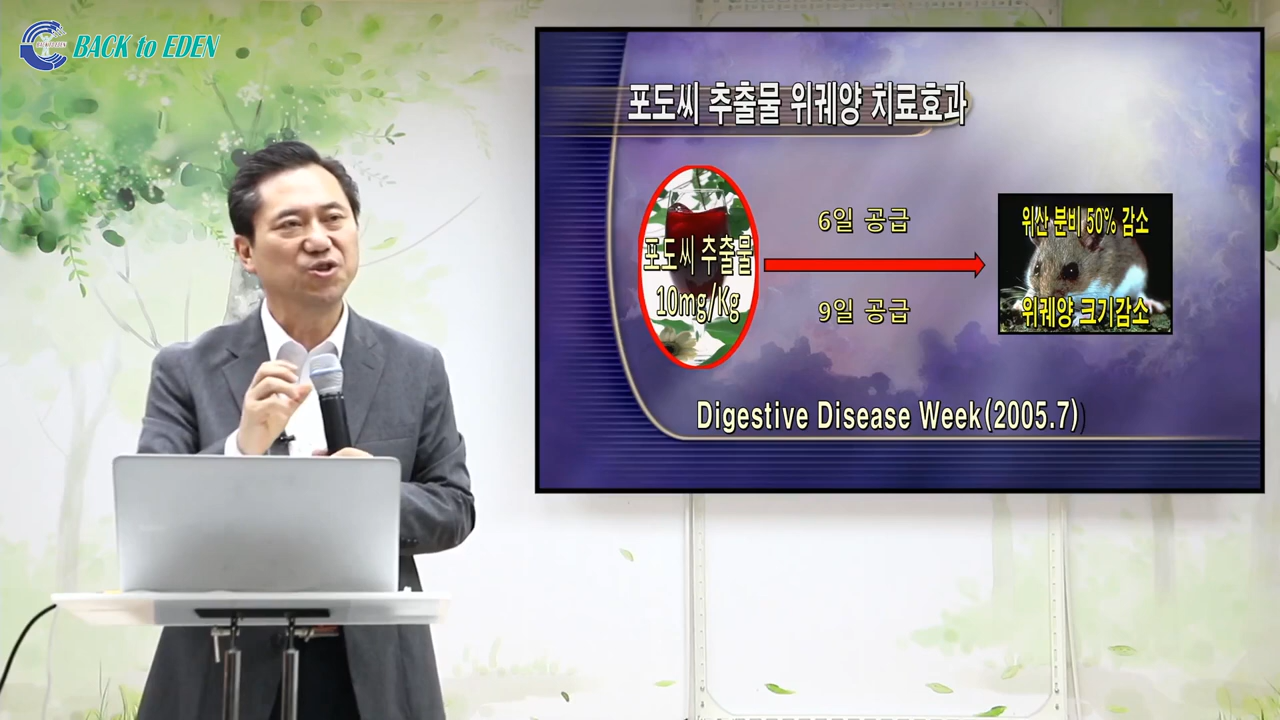 BACK to EDEN
포도씨 추출물 위궤양 치료효과
포도씨 추출물
10mg/Kg
6일 공급
9일 공급
위산 분비 50% 감소
위궤양 크기감소
Digestive Disease Week(2005.7)